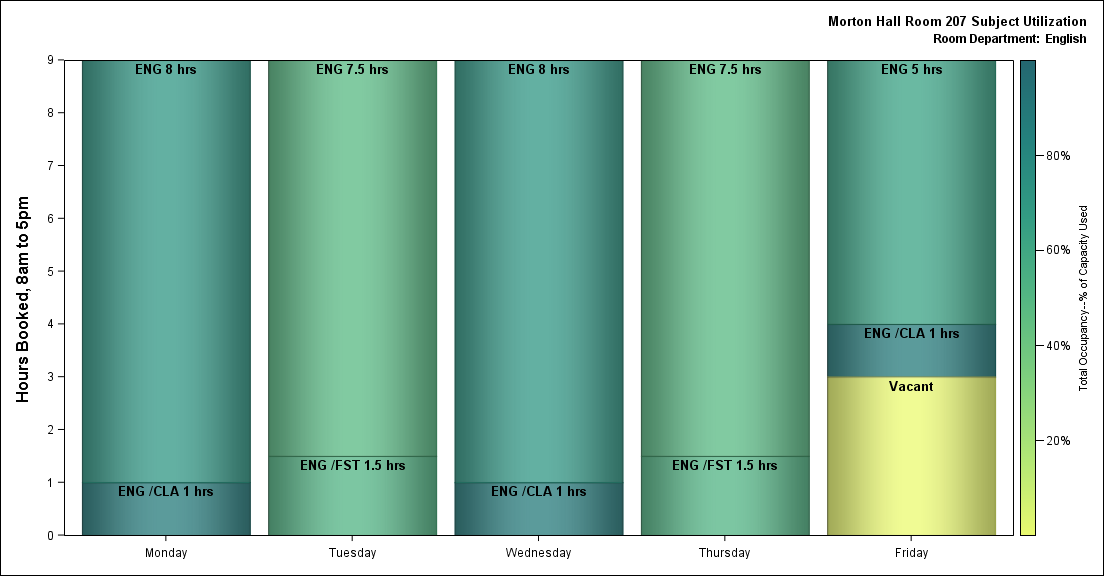 Morton Hall Room 207 Subject Utilization
Room Department: English
Hours Booked, 8am to 5pm
9
8
7
6
5
4
3
2
1
0
ENG 8 hrs
ENG /CLA 1 hrs
ENG 7.5 hrs
ENG /FST 1.5 hrs
ENG 8 hrs
ENG /CLA 1 hrs
ENG 7.5 hrs
ENG /FST 1.5 hrs
ENG 5 hrs
ENG /CLA 1 hrs
Vacant
Monday
Tuesday
Wednesday
Thursday
Friday
80%
60%
40%
20%
Total Occupancy--% of Capacity Used